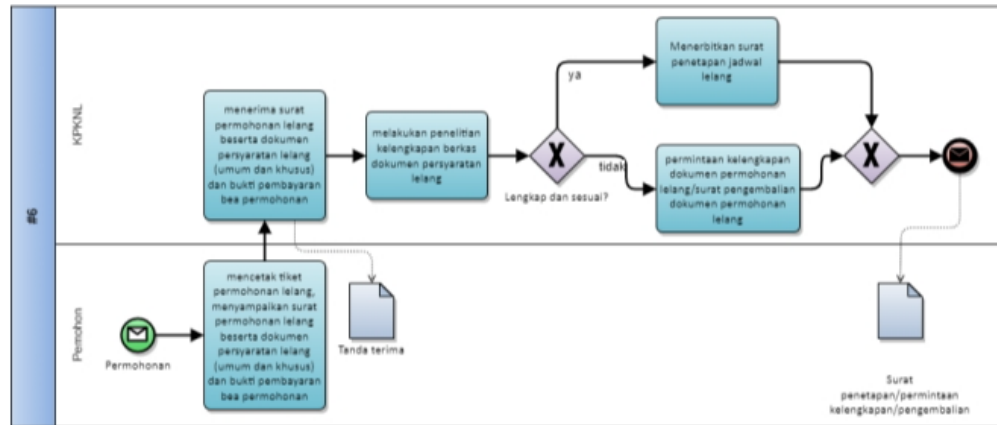 #6
KPKNL
menerima surat
permohonan lelang
beserta dokumen
persyaratan lelang
(umum dan khusus)
dan bukti pembayaran
bea permohonan
melakukan penelitian
kelengkapan berkas
dokumen persyaratan
lelang
Lengkap dan sesuai?
ya
Menerbitkan surat
penetapan jadwal
lelang
tidak
permintaan kelengkapan
dokumen permohonan
lelang/surat pengembalian
dokumen permohonan
lelang
Pemohon
Permohonan
mencetak tiket
permohonan lelang,
menyampaikan surat
permohonan lelang
beserta dokumen
persyaratan lelang
(umum dan khusus)
dan bukti pembayaran
bea permohonan
Tanda terima
Surat
penetapan/permintaan
kelengkapan/pengembalian